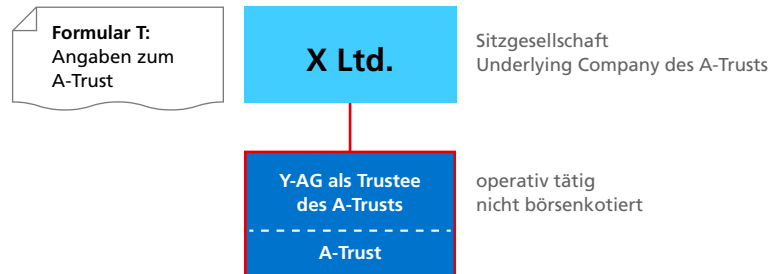 Formular T:
Angaben zum
A-Trust
X Ltd.
Sitzgesellschaft
Underlying Company des A-Trusts
Y-AG als Trustee
des A-Trusts
A-Trust
operativ tätig
nicht börsenkotiert